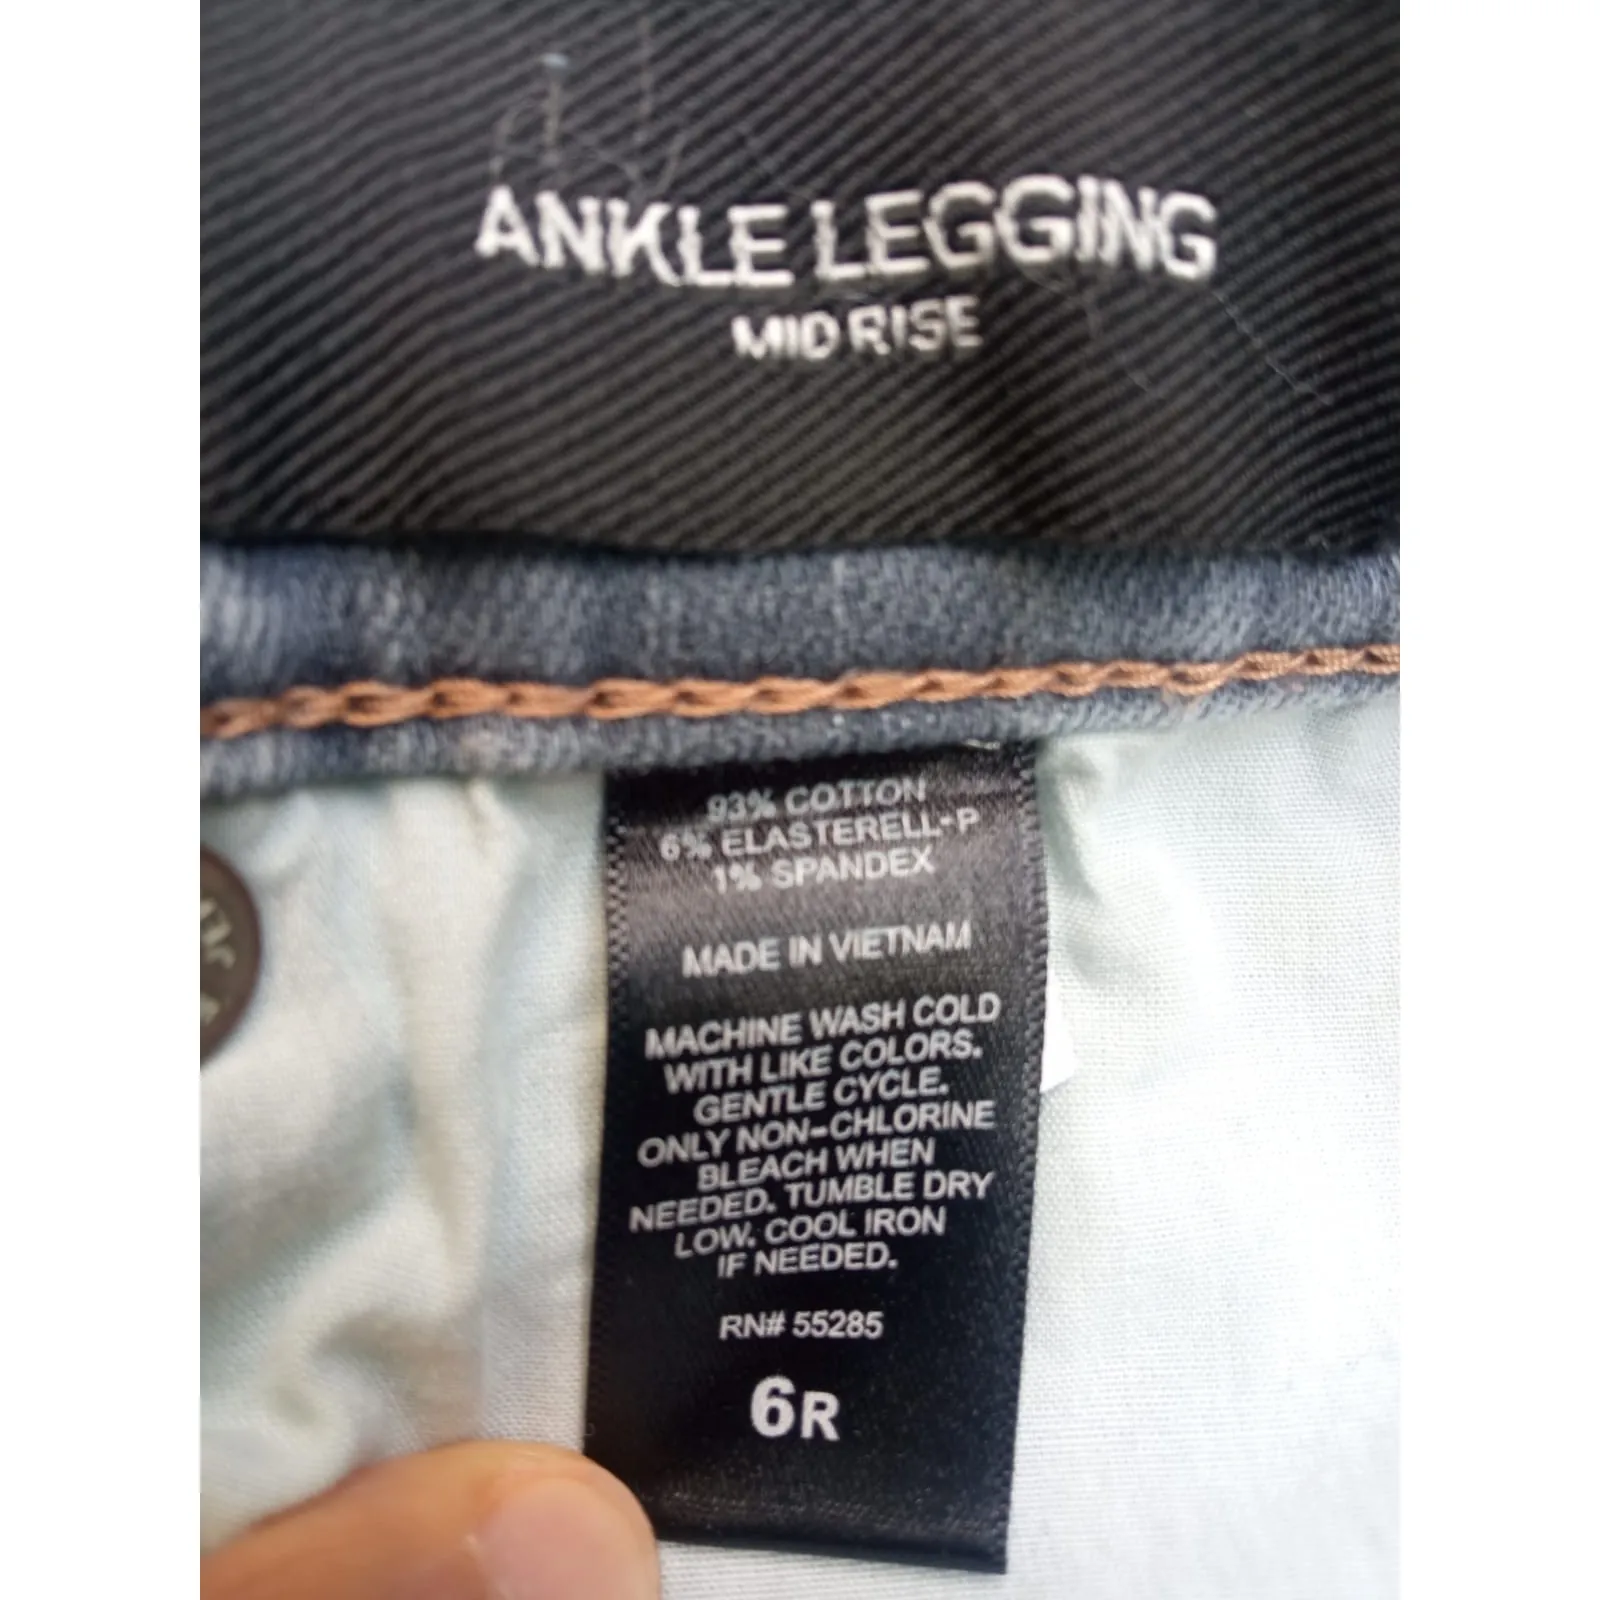 ANKLE LEGGING
MID RISE
93% COTTON
6% ELASTERELL-P
1% SPANDEX
MADE IN VIETNAM
MACHINE WASH COLD
WITH LIKE COLORS.
GENTLE CYCLE.
ONLY NON-CHLORINE
BLEACH WHEN
NEEDED. TUMBLE DRY
LOW. COOL IRON
IF NEEDED.
RN# 55285
6R